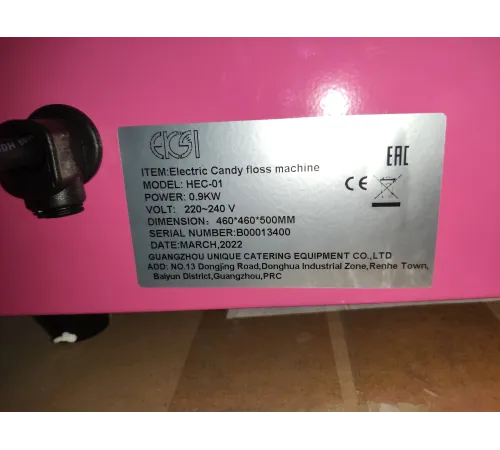 EKSI
EAC
ITEM:Electric Candy floss machine
MODEL: HEC-01
CE
POWER: 0.9KW
VOLT: 220~240 V
DIMENSION: 460*460*500MM
SERIAL NUMBER:B00013400
DATE:MARCH,2022
GUANGZHOU UNIQUE CATERING EQUIPMENT CO.,LTD
ADD: NO.13 Dongjing Road,Donghua Industrial Zone,Renhe Town,
Baiyun District,Guangzhou,PRC